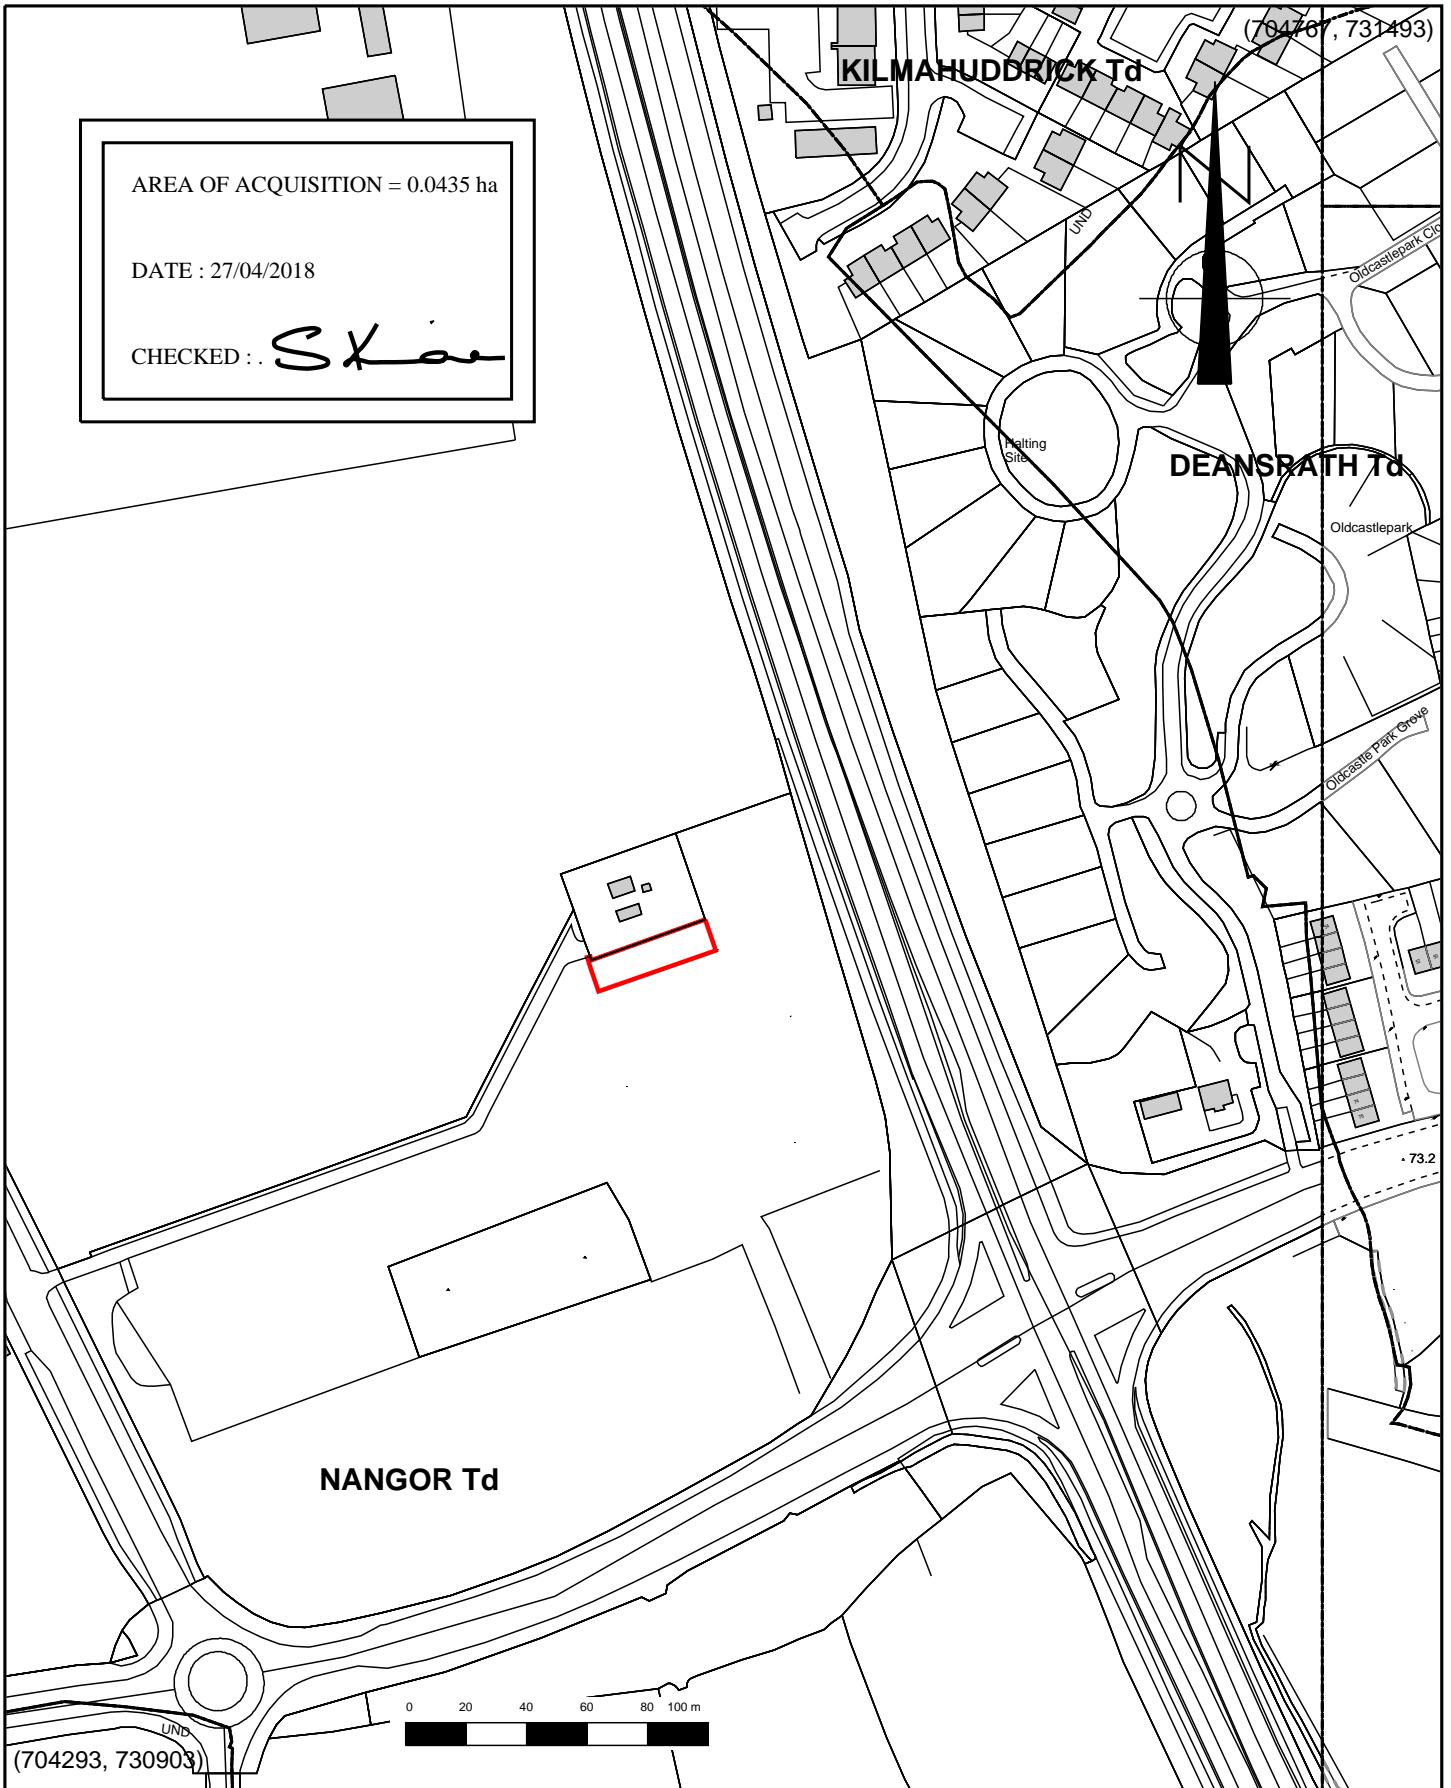 (704767, 731493)
KILMAHUDDRICK Td
AREA OF ACQUISITION = 0.0435 ha
DATE : 27/04/2018
CHECKED : .
N
UND
Oldcastlepark Clo
Halting
Site
DEANSRATH Td
Oldcastlepark
Oldcastle Park Grove
73.2
NANGOR Td
0 20 40 60 80 100 m
UND
(704293, 730903)